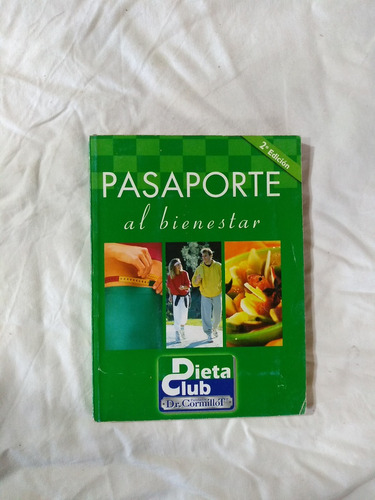 2ª Edición
PASAPORTE
al bienestar
Dieta
Club
Dr. Cormillot